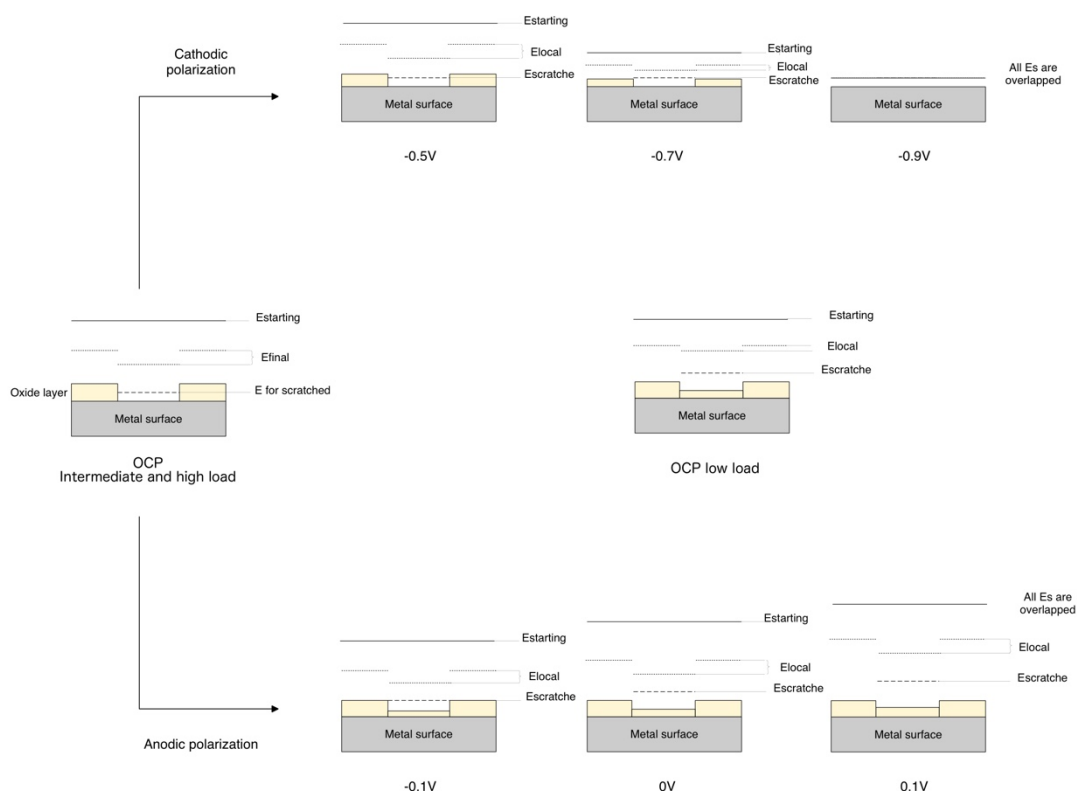 Estarting
Cathodic
polarization
Elocal
Escratche
Metal surface
-0.5V
Estarting
Elocal
Escratche
Metal surface
-0.7V
All Es are
overlapped
Metal surface
-0.9V
Estarting
Efinal
Oxide layer
E for scratched
Metal surface
OCP
Intermediate and high load
Estarting
Elocal
Escratche
Metal surface
OCP low load
Anodic polarization
Estarting
Elocal
Escratche
Metal surface
-0.1V
Estarting
Elocal
Escratche
Metal surface
0V
All Es are
overlapped
Elocal
Escratche
Metal surface
0.1V